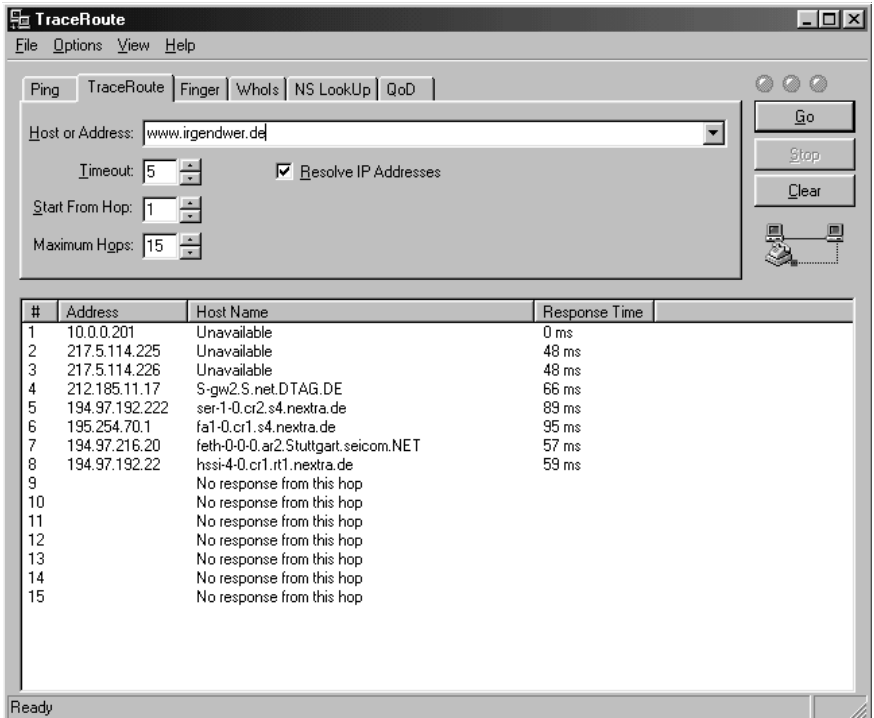 TraceRoute
File Options View Help
Ping TraceRoute Finger WhoIs NS LookUp QoD
Host or Address: www.irgendwer.de
Go
Timeout: 5 Resolve IP Addresses
Stop
Start From Hop: 1
Clear
Maximum Hops: 15
# Address Host Name Response Time
1 10.0.0.201 Unavailable 0 ms
2 217.5.114.225 Unavailable 48 ms
3 217.5.114.226 Unavailable 48 ms
4 212.185.11.17 S-gw2.S.net.DTAG.DE 66 ms
5 194.97.192.222 ser-1-0.cr2.s4.nextra.de 89 ms
6 195.254.70.1 fa1-0.cr1.s4.nextra.de 95 ms
7 194.97.216.20 feth-0-0-0.ar2.Stuttgart.seicom.NET 57 ms
8 194.97.192.22 hssi-4-0.cr1.rt1.nextra.de 59 ms
9 No response from this hop
10 No response from this hop
11 No response from this hop
12 No response from this hop
13 No response from this hop
14 No response from this hop
15 No response from this hop
Ready